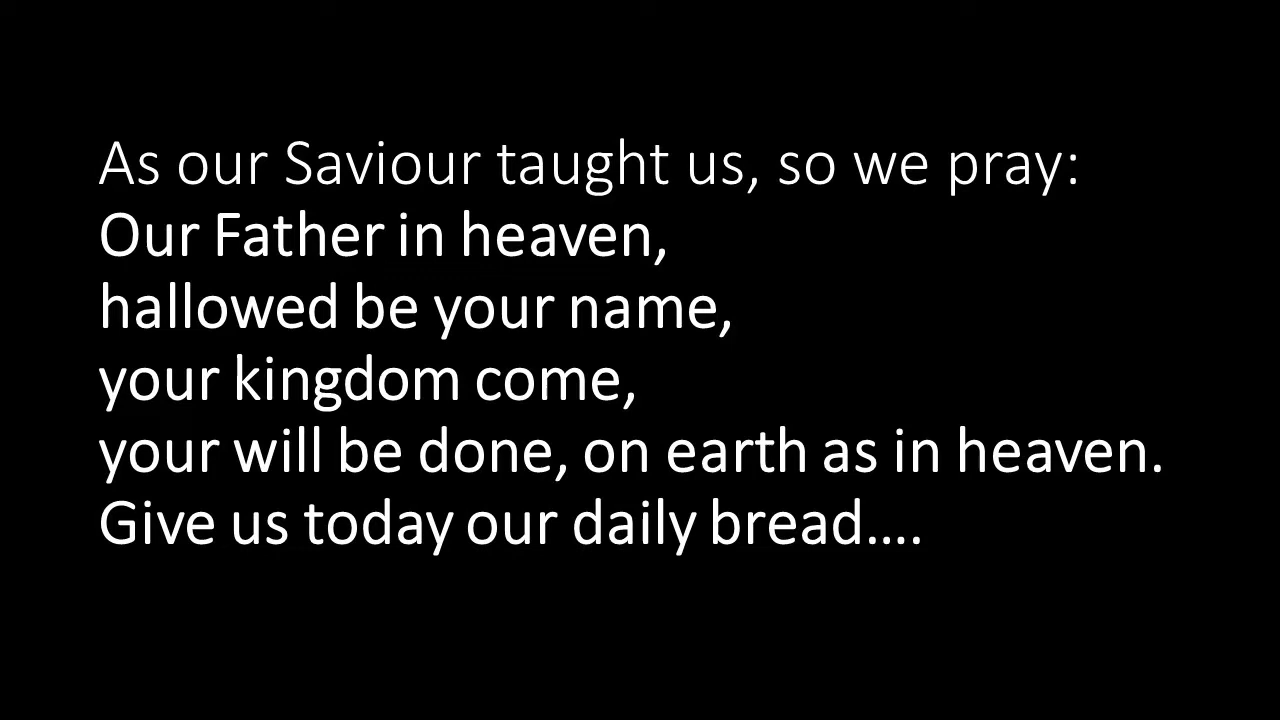 As our Saviour taught us, so we pray:
Our Father in heaven,
hallowed be your name,
your kingdom come,
your will be done, on earth as in heaven.
Give us today our daily bread….